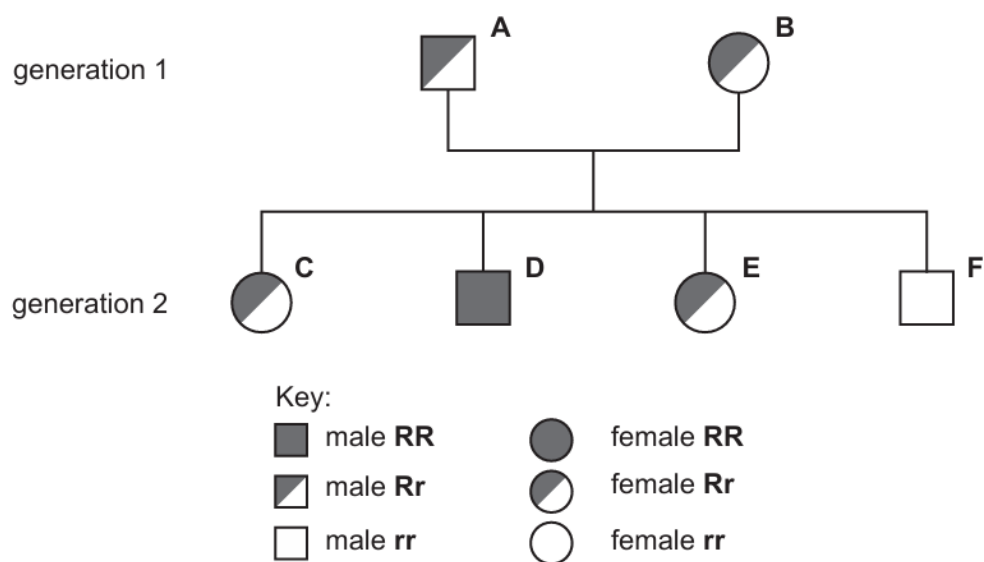 A
B
generation 1
C
D
E
F
generation 2
Key:
male RR
female RR
male Rr
female Rr
male rr
female rr